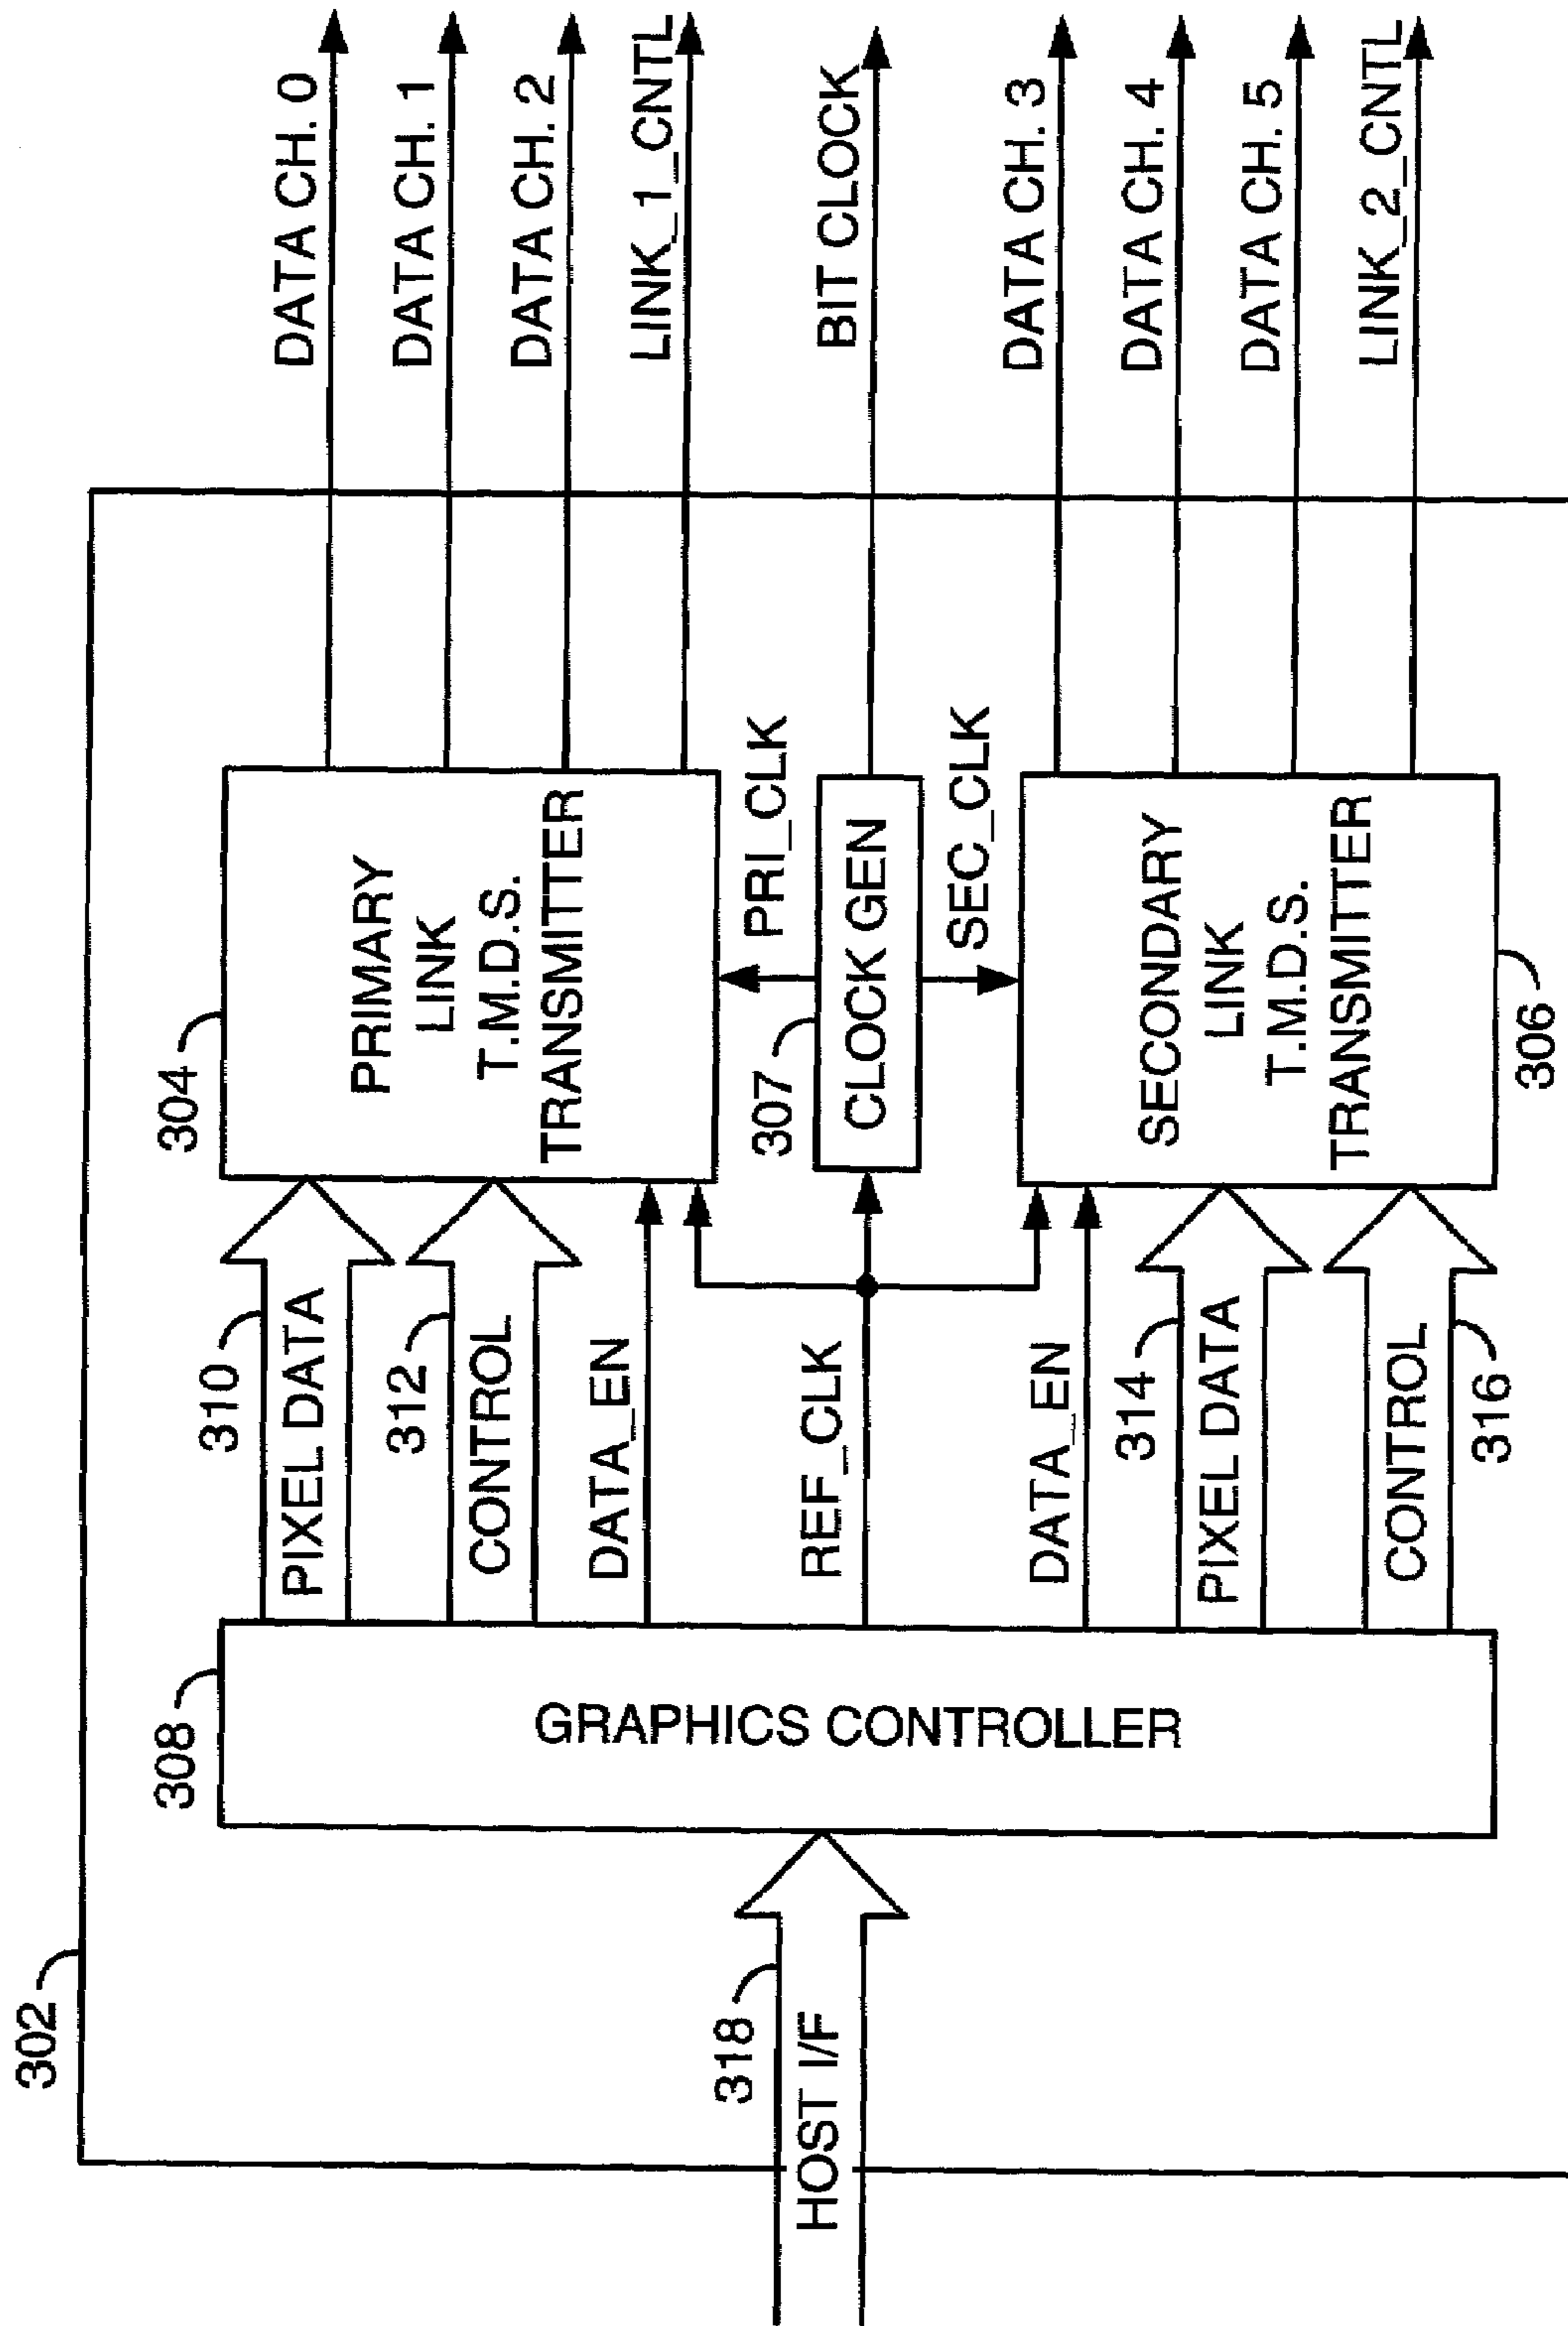 302
318
HOST I/F
308
GRAPHICS CONTROLLER
310
PIXEL DATA
312
CONTROL
DATA_EN
REF_CLK
DATA_EN
314
PIXEL DATA
CONTROL
316
304
PRIMARY
LINK
T.M.D.S.
TRANSMITTER
PRI_CLK
307
CLOCK GEN
SEC_CLK
SECONDARY
LINK
T.M.D.S.
TRANSMITTER
306
DATA CH. 0
DATA CH. 1
DATA CH. 2
LINK_1_CNTL
BIT CLOCK
DATA CH. 3
DATA CH. 4
DATA CH. 5
LINK_2_CNTL